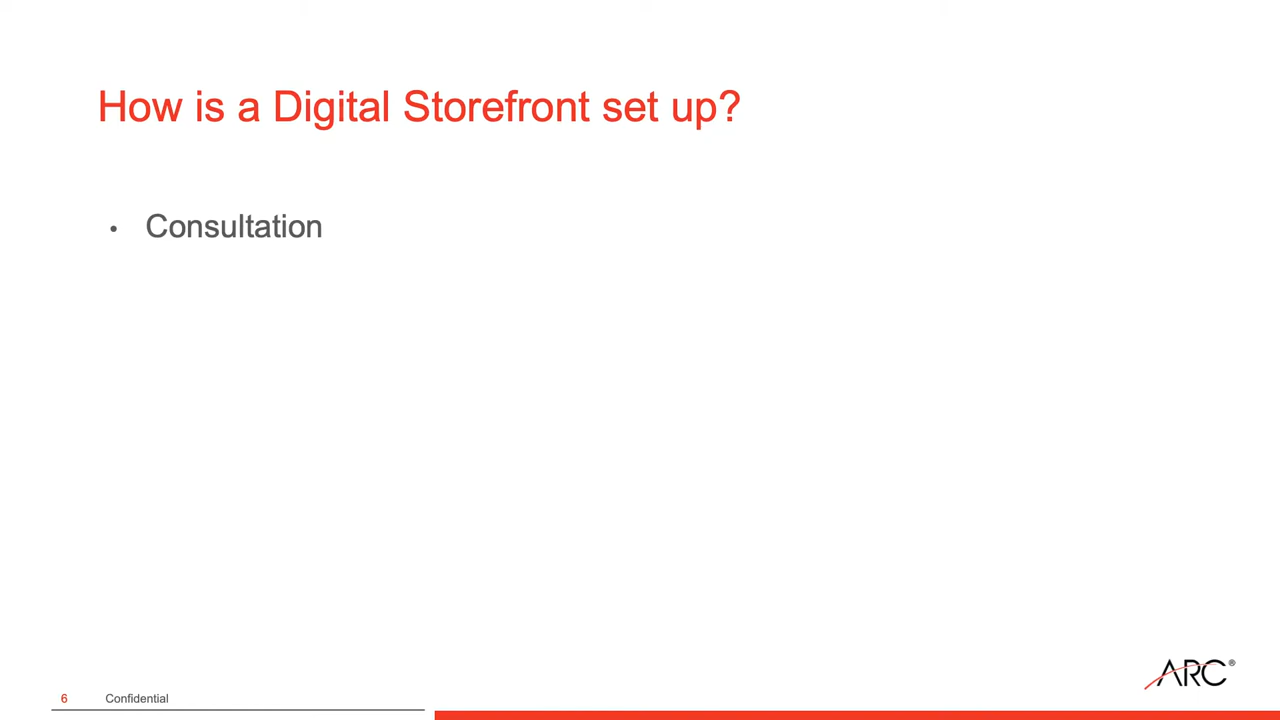 How is a Digital Storefront set up?
• Consultation
ARC®
6 Confidential